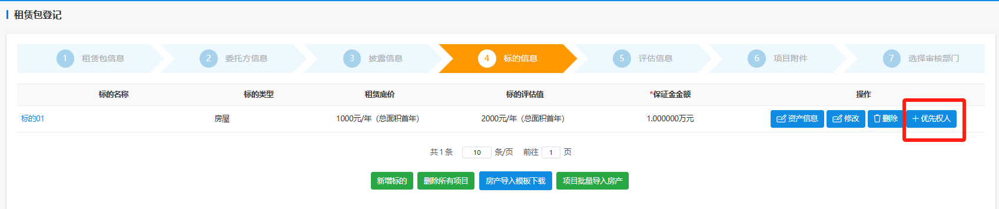 租赁包登记
1 租赁包信息 2 委托方信息 3 披露信息 4 标的信息 5 评估信息 6 项目附件 7 选择审核部门
标的名称 标的类型 租赁底价 标的评估值 *保证金金额 操作
标的01 房屋 1000元/年（总面积首年） 2000元/年（总面积首年） 1.000000万元 资产信息 修改 删除 优先权人
共 1 条 10 条/页 前往 1 页
新增标的 删除所有项目 房产导入模板下载 项目批量导入房产